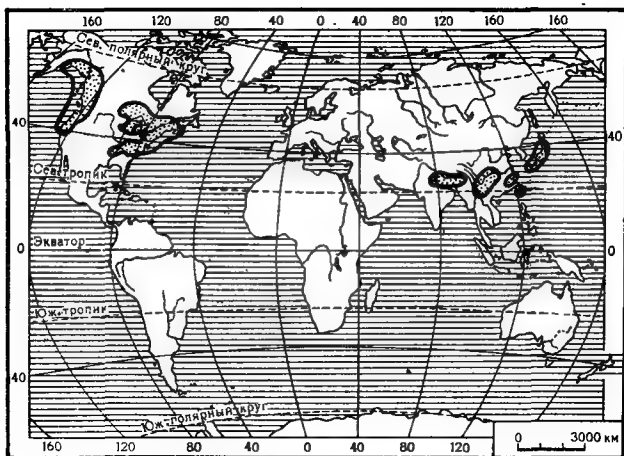 160 120 80 40 0 40 80 120 160 160
Сев. полярный круг
40 40
Сев. тропик
Экватор
0 0
Юж. тропик
40
Юж. полярный круг
160 120 80 40 0 40 80 120
0 3000 км